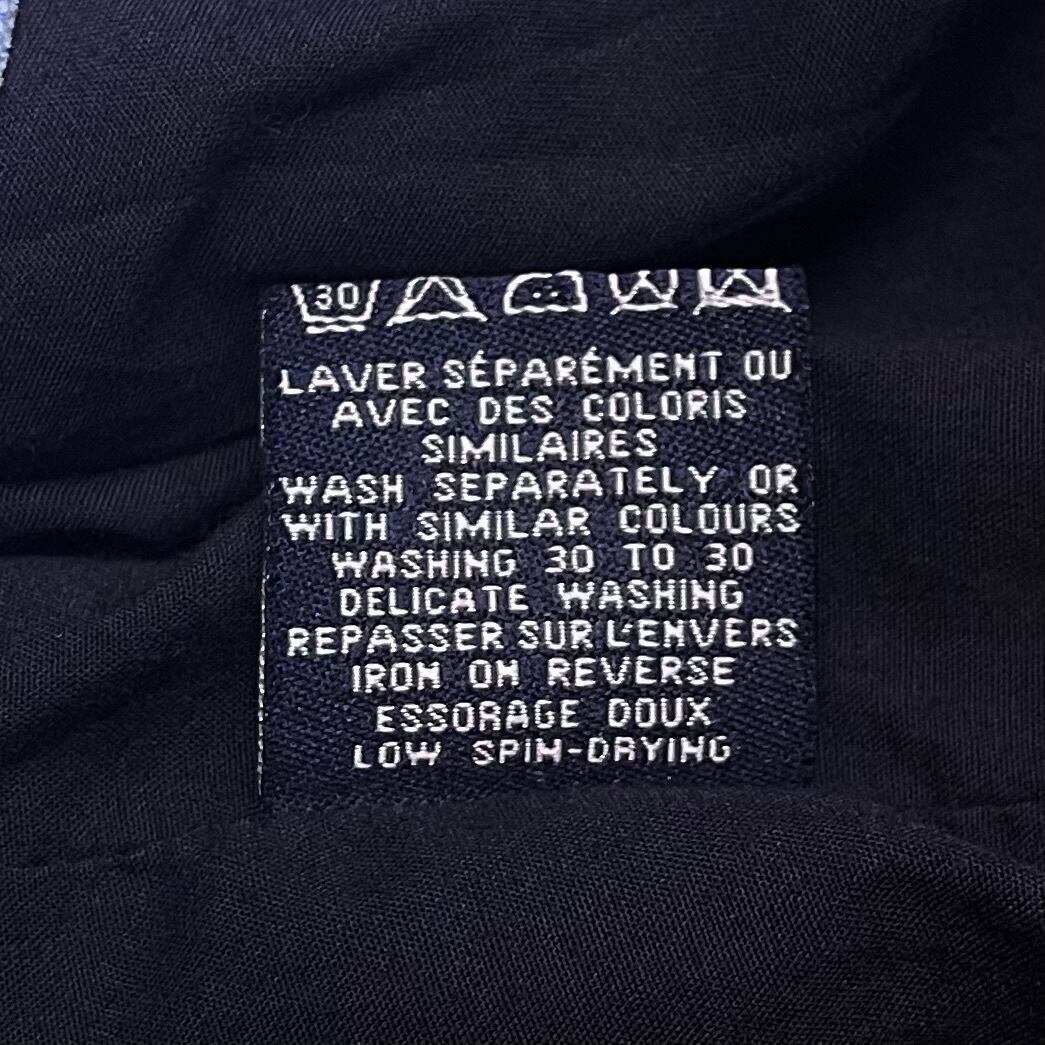 30
LAVER SÉPARÉMENT OU
AVEC DES COLORIS
SIMILAIRES
WASH SEPARATELY OR
WITH SIMILAR COLOURS
WASHING 30 TO 30
DELICATE WASHING
REPASSER SUR L'ENVERS
IRON ON REVERSE
ESSORAGE DOUX
LOW SPIN-DRYING